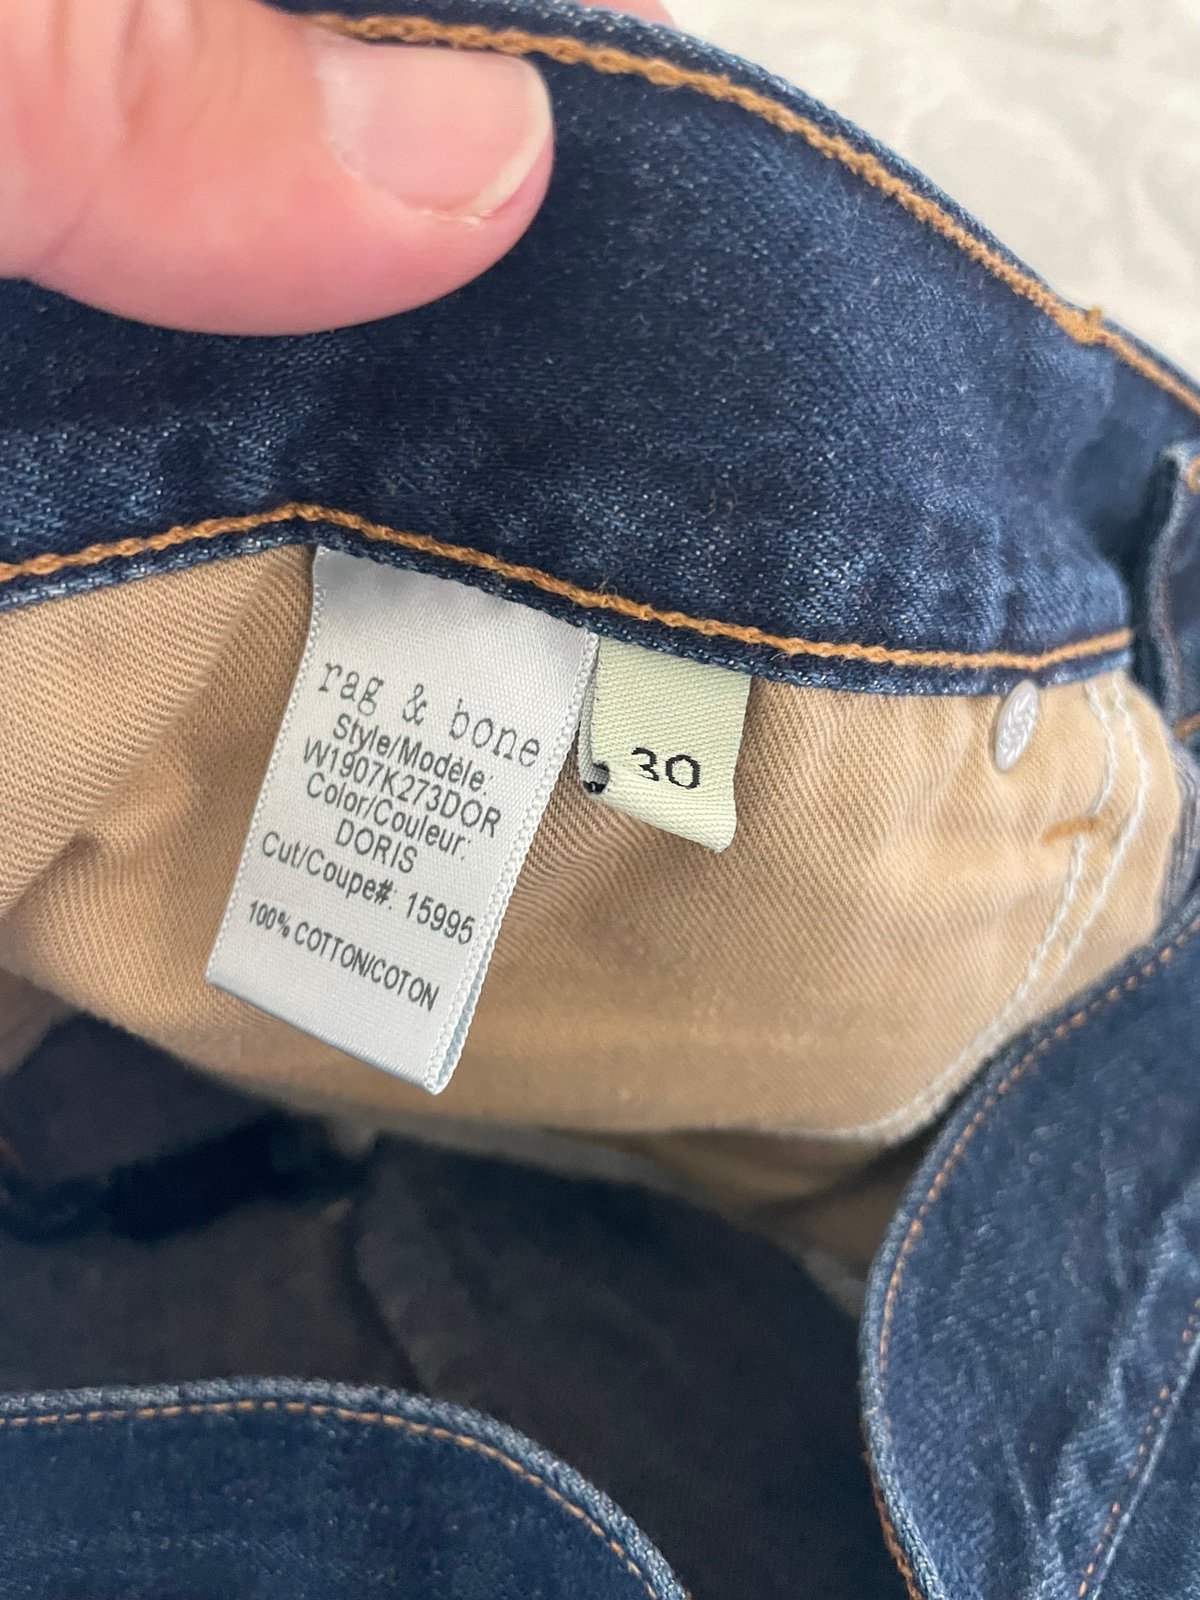 rag & bone
Style/Modèle:
W1907K273DOR
Color/Couleur:
DORIS
Cut/Coupe#: 15995
100% COTTON/COTON
30